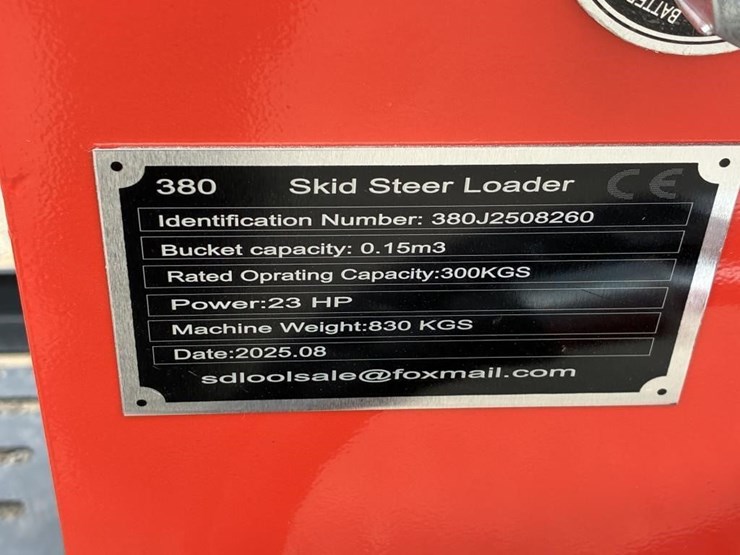 BATTE
380 Skid Steer Loader CE
Identification Number: 380J2508260
Bucket capacity: 0.15m3
Rated Oprating Capacity:300KGS
Power:23 HP
Machine Weight:830 KGS
Date:2025.08
sdloolsale@foxmail.com